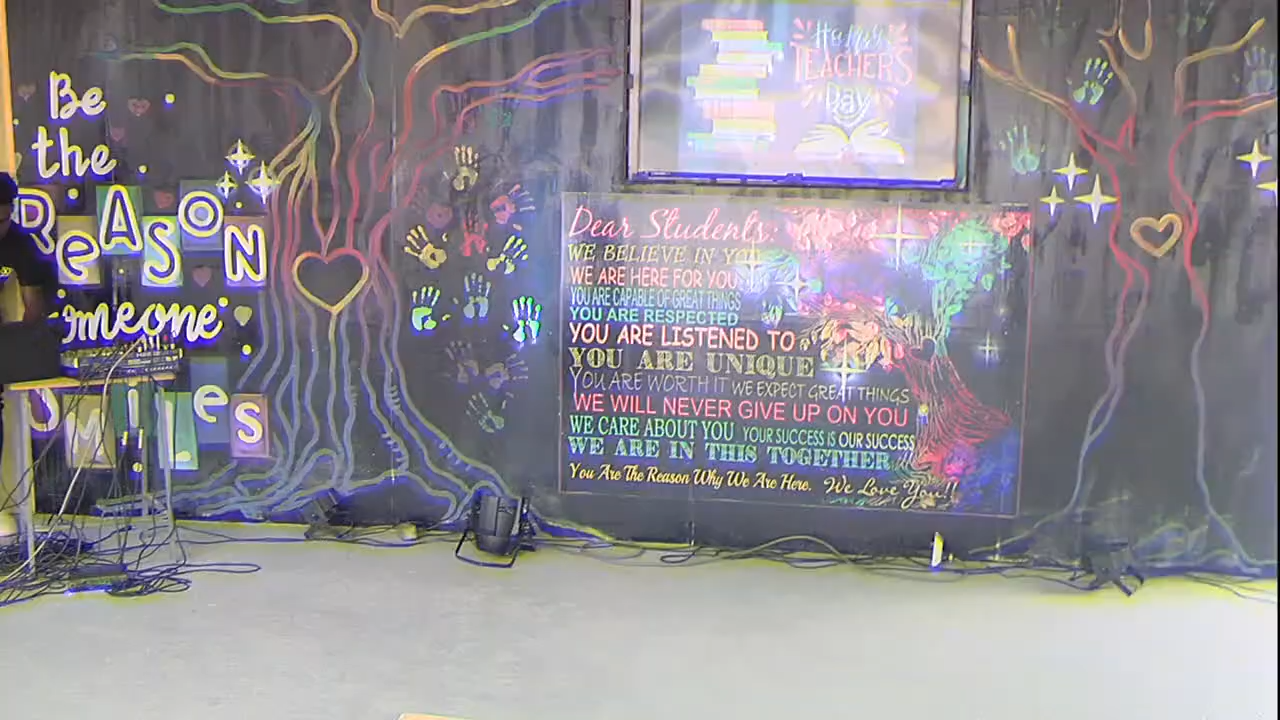 Be
the
ReASON
someone
smiles
Happy
TEACHER'S
Day
Dear Students:
WE BELIEVE IN YOU
WE ARE HERE FOR YOU
YOU ARE CAPABLE OF GREAT THINGS
YOU ARE RESPECTED
YOU ARE LISTENED TO
YOU ARE UNIQUE
YOU ARE WORTH IT WE EXPECT GREAT THINGS
WE WILL NEVER GIVE UP ON YOU
WE CARE ABOUT YOU YOUR SUCCESS IS OUR SUCCESS
WE ARE IN THIS TOGETHER!!!
You Are The Reason Why We Are Here. We Love You!!